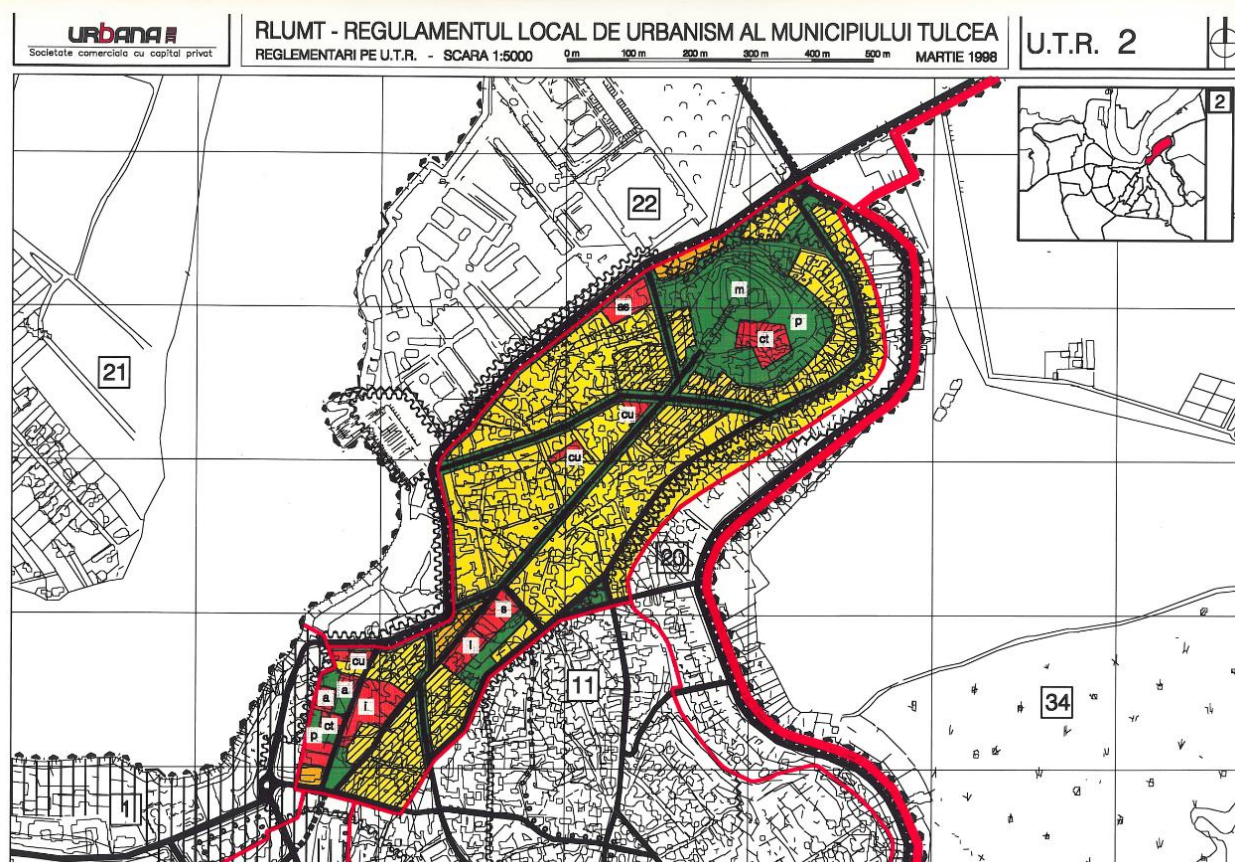 URBANA
Societate comerciala cu capital privat
RLUMT - REGULAMENTUL LOCAL DE URBANISM AL MUNICIPIULUI TULCEA
REGLEMENTARI PE U.T.R. - SCARA 1:5000
0 m 100 m 200 m 300 m 400 m 500 m
MARTIE 1998
U.T.R. 2
2
22
21
m
as
p
ct
cu
cu
20
s
l
cu
11
a
a
l
ct
p
34
1